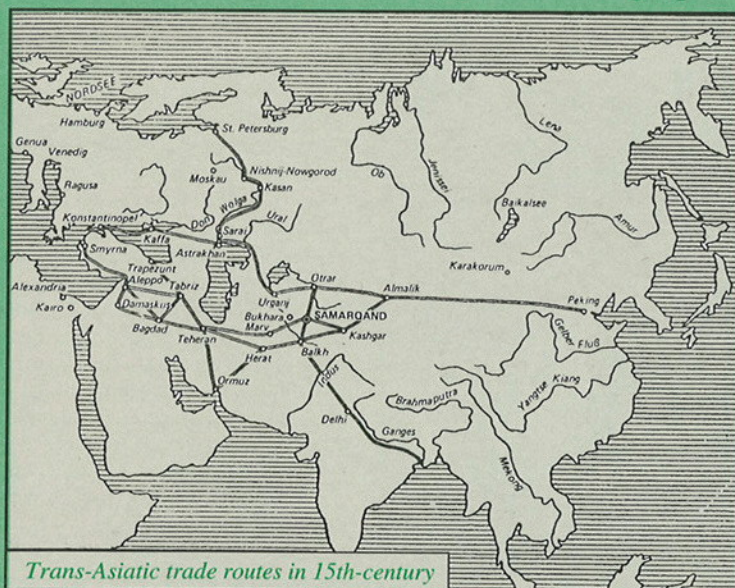 NORDSEE
Hamburg
St. Petersburg
Genua
Venedig
Moskau
Nishnij-Nowgorod
Kasan
Ragusa
Ob
Jenissei
Lena
Baikalsee
Amur
Konstantinopel
Don
Wolga
Ural
Kaffa
Sarai
Smyrna
Astrakhan
Karakorum
Trapezunt
Aleppo
Tabriz
Otrar
Almalik
Alexandria
Kairo
Damaskus
Urganj
Bukhara
SAMARQAND
Peking
Bagdad
Marv
Kashgar
Gelber Fluß
Teheran
Herat
Balkh
Ormuz
Indus
Brahmaputra
Yangtse Kiang
Delhi
Ganges
Mekong
Trans-Asiatic trade routes in 15th-century